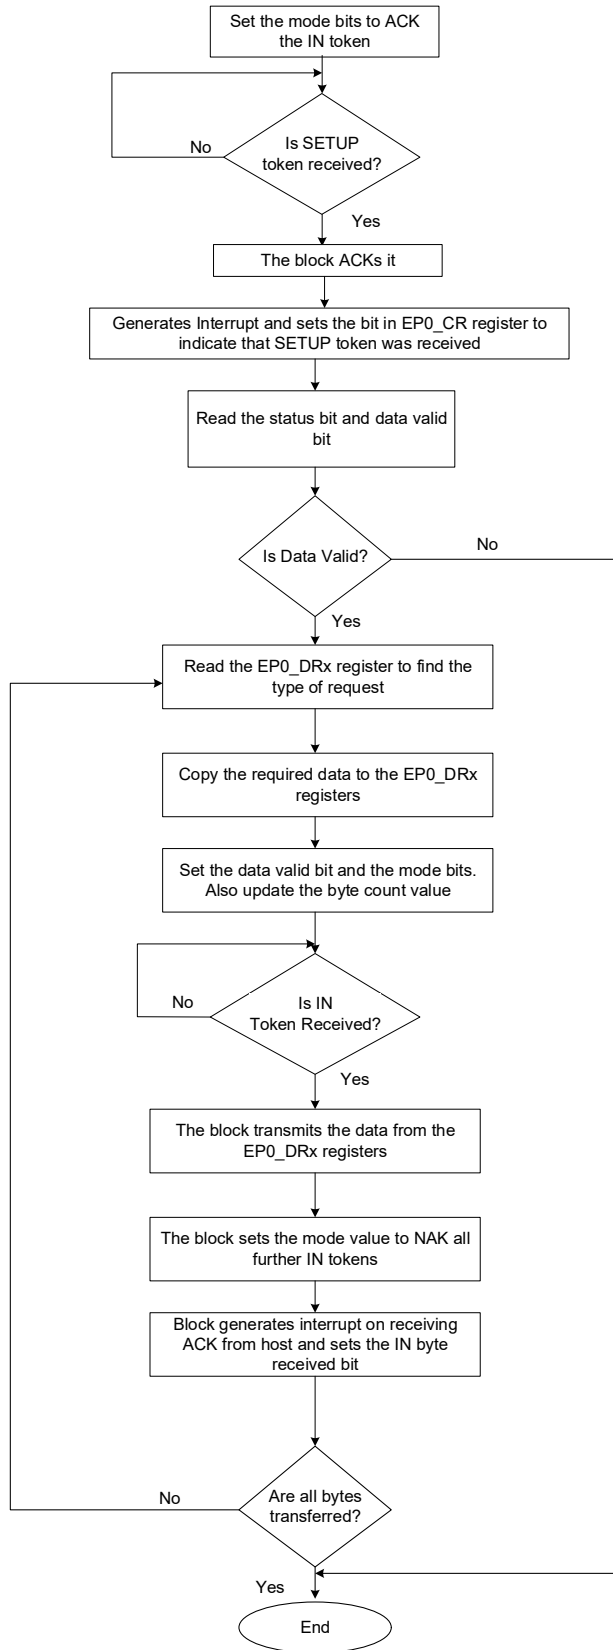 Set the mode bits to ACK
the IN token
Is SETUP
token received?
No
Yes
The block ACKs it
Generates Interrupt and sets the bit in EP0_CR register to
indicate that SETUP token was received
Read the status bit and data valid
bit
Is Data Valid?
No
Yes
Read the EP0_DRx register to find the
type of request
Copy the required data to the EP0_DRx
registers
Set the data valid bit and the mode bits.
Also update the byte count value
Is IN
Token Received?
No
Yes
The block transmits the data from the
EP0_DRx registers
The block sets the mode value to NAK all
further IN tokens
Block generates interrupt on receiving
ACK from host and sets the IN byte
received bit
Are all bytes
transferred?
No
Yes
End